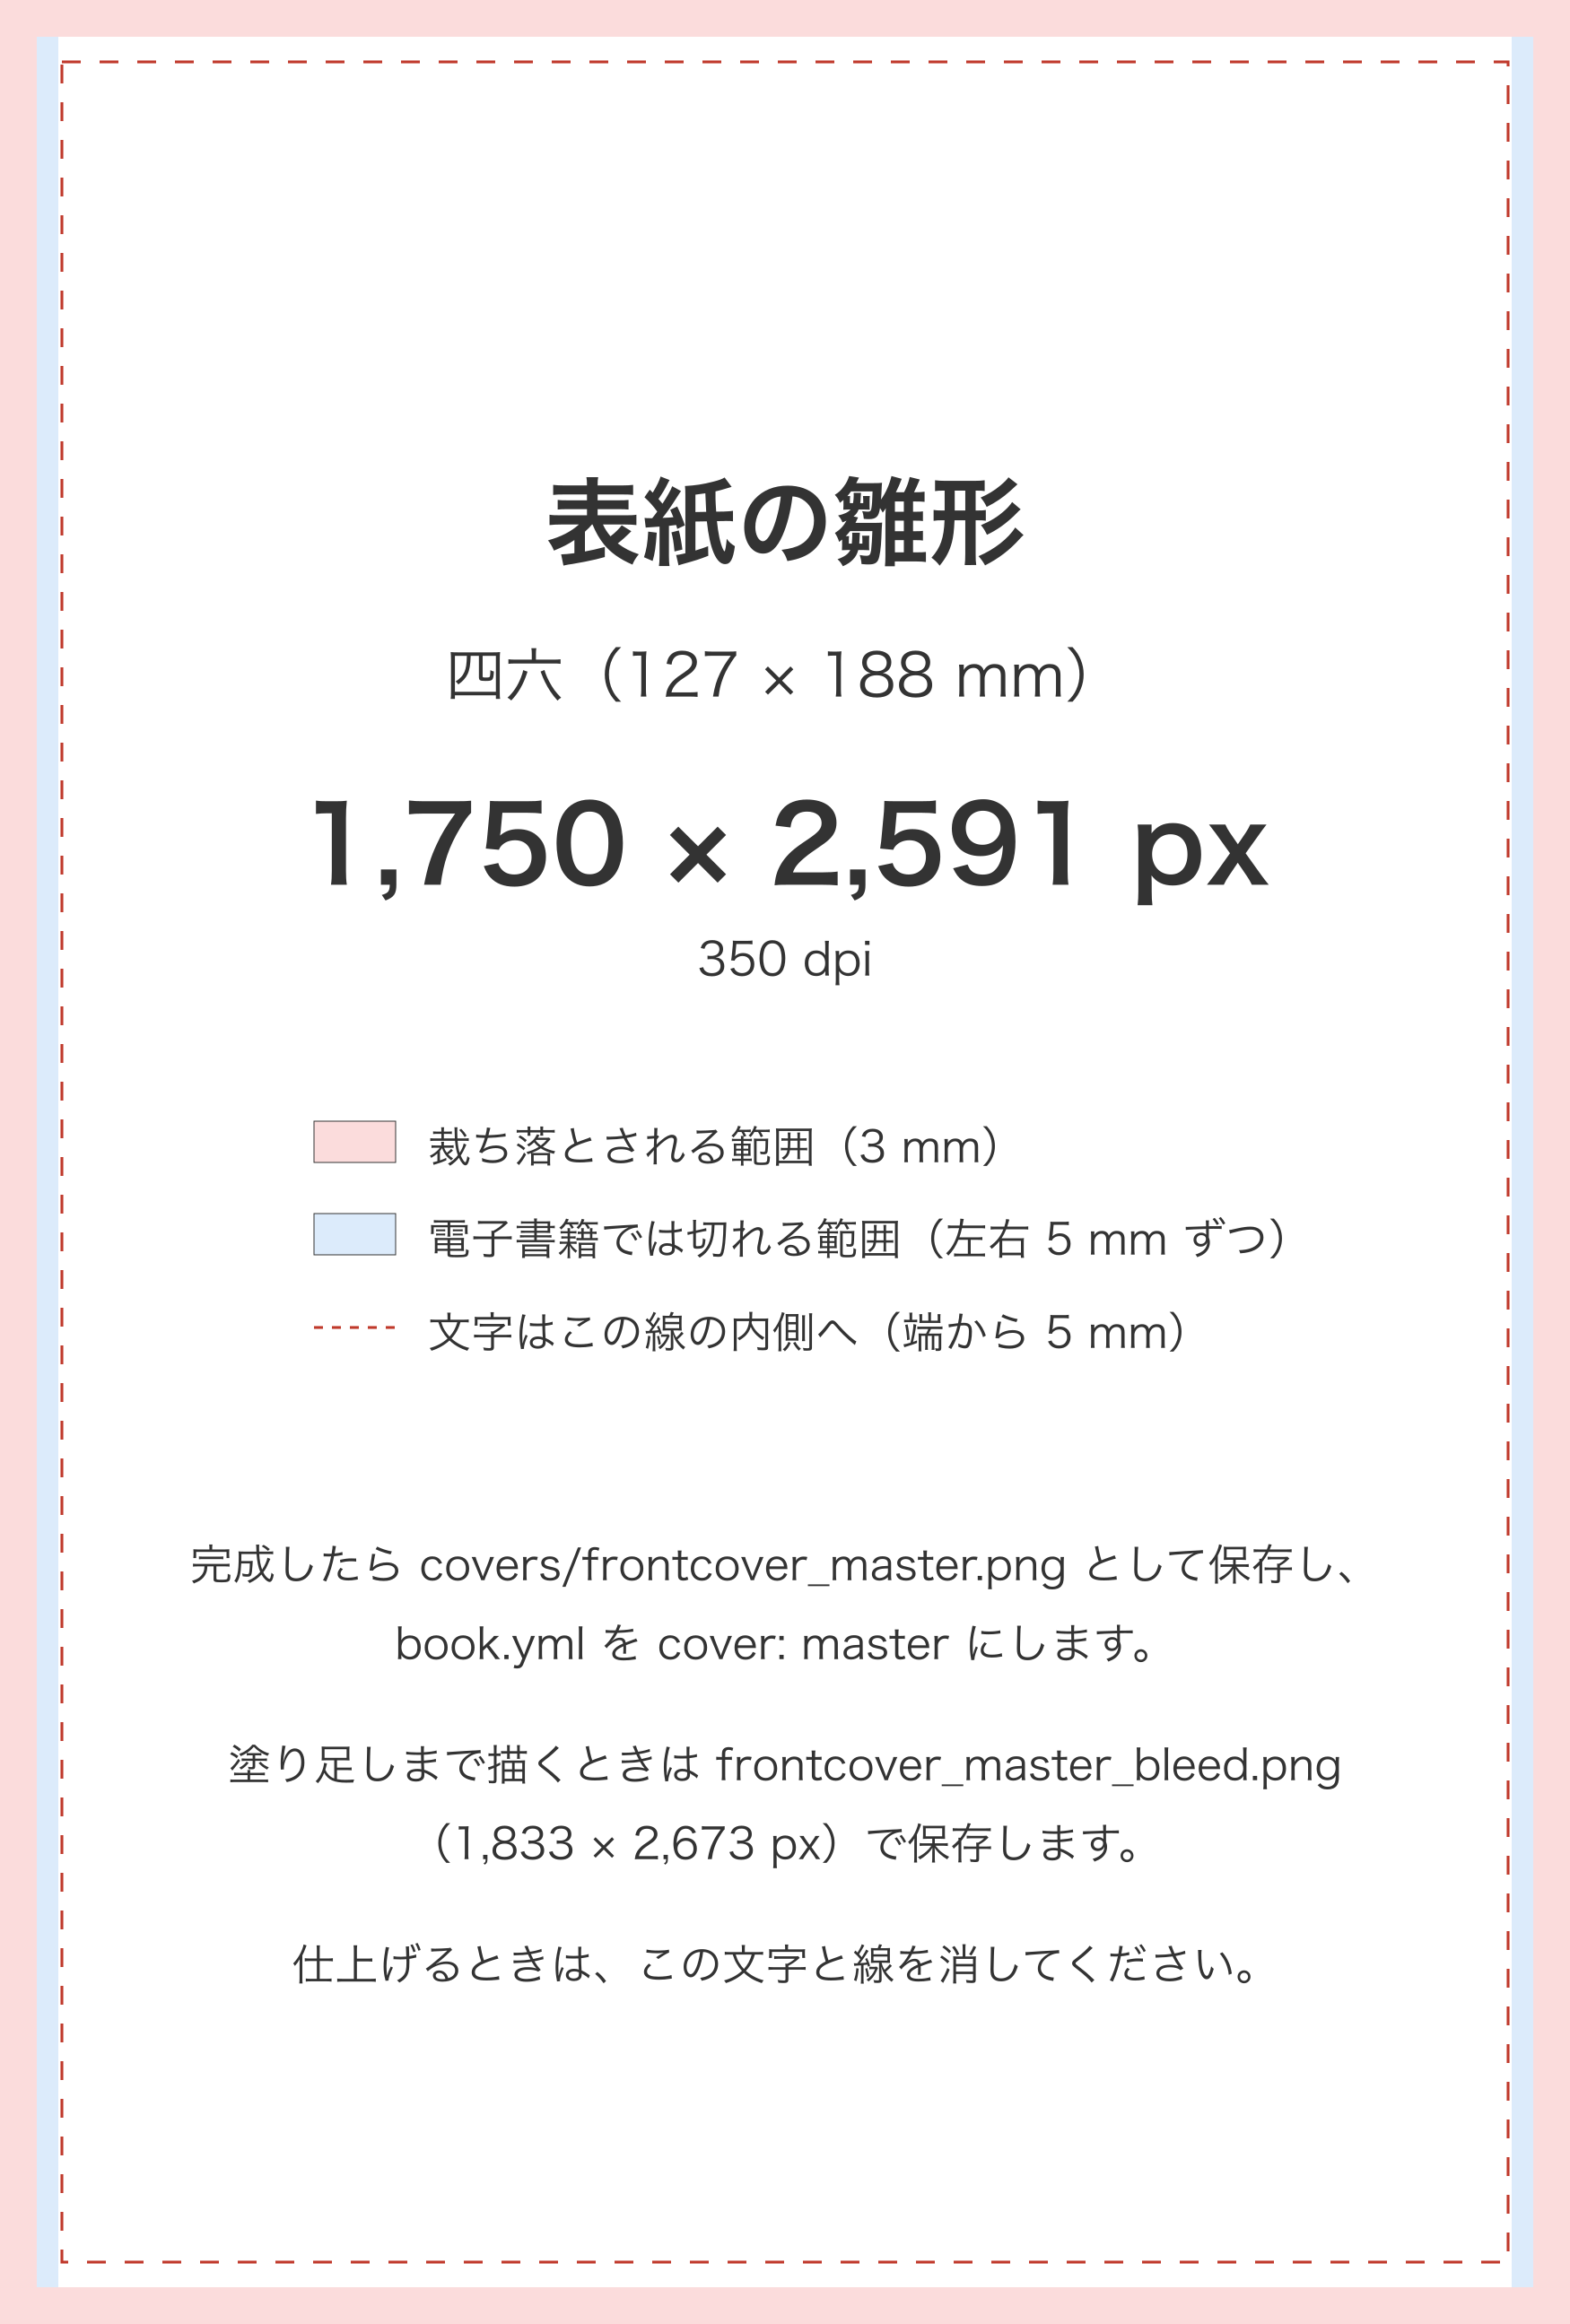 表紙の雛形
四六（127 × 188 mm）
1,750 × 2,591 px
350 dpi
裁ち落とされる範囲（3 mm）
電子書籍では切れる範囲（左右 5 mm ずつ）
文字はこの線の内側へ（端から 5 mm）
完成したら covers/frontcover_master.png として保存し、
book.yml を cover: master にします。
塗り足しまで描くときは frontcover_master_bleed.png
（1,833 × 2,673 px）で保存します。
仕上げるときは、この文字と線を消してください。